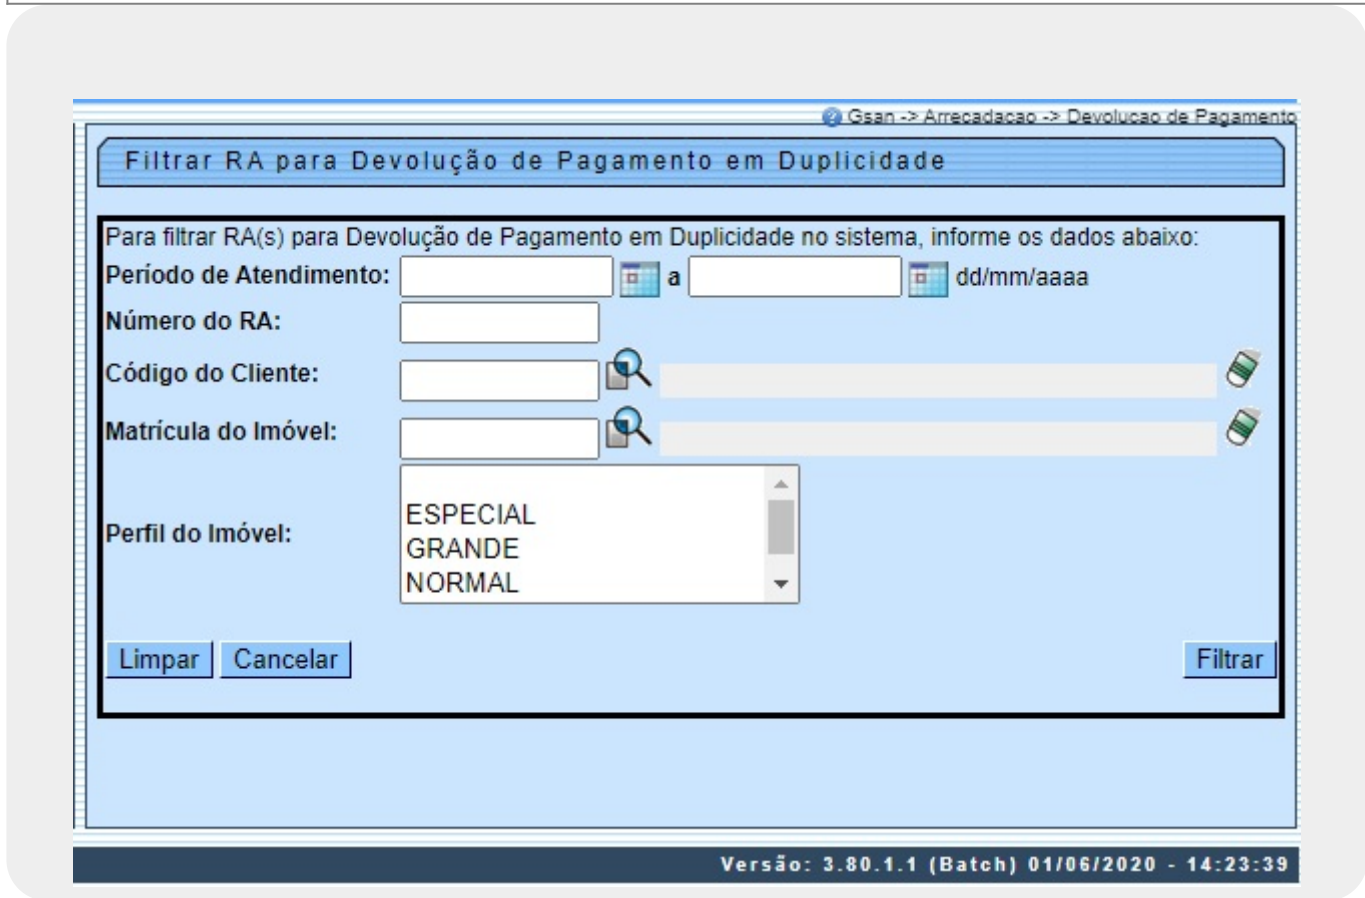 Gsan -> Arrecadacao -> Devolucao de Pagamento
Filtrar RA para Devolução de Pagamento em Duplicidade
Para filtrar RA(s) para Devolução de Pagamento em Duplicidade no sistema, informe os dados abaixo:
Período de Atendimento: a dd/mm/aaaa
Número do RA:
Código do Cliente:
Matrícula do Imóvel:
Perfil do Imóvel:
ESPECIAL
GRANDE
NORMAL
Limpar Cancelar Filtrar
Versão: 3.80.1.1 (Batch) 01/06/2020 - 14:23:39